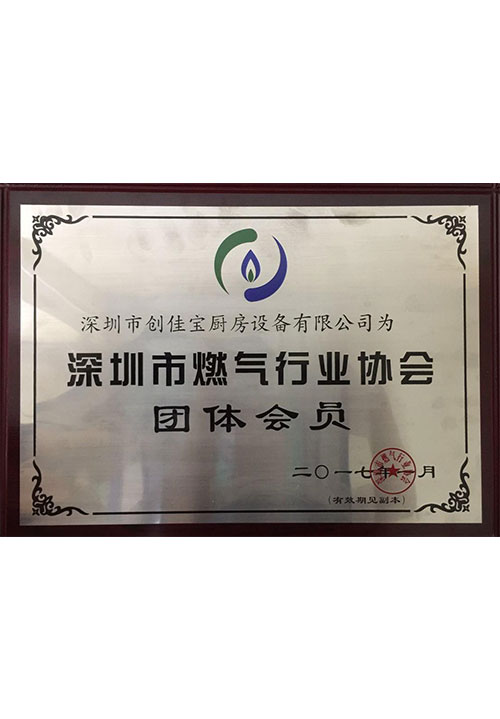 深圳市创佳宝厨房设备有限公司为
深圳市燃气行业协会
团体会员
二〇一七年一月
(有效期见副本)